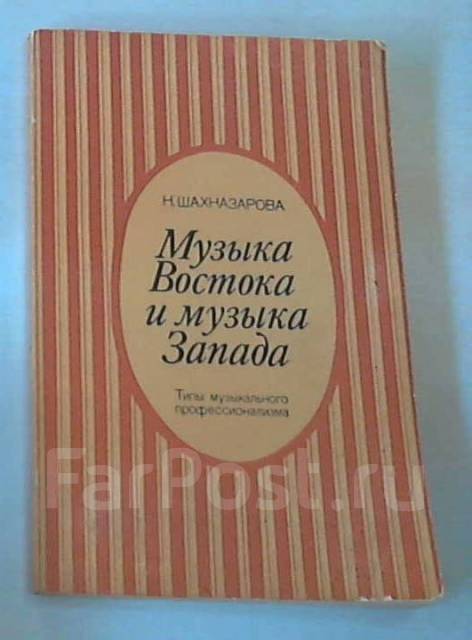 Н. ШАХНАЗАРОВА
Музыка
Востока
и музыка
Запада
Типы музыкального
профессионализма
FarPost.ru